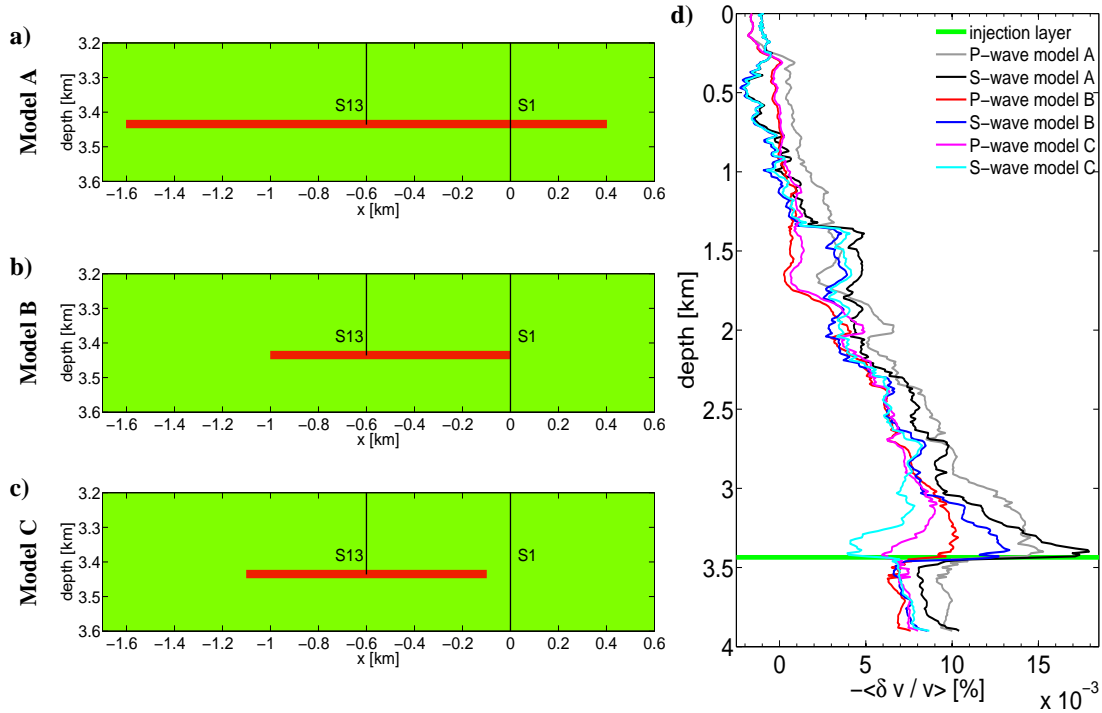 a)
Model A
depth [km]
3.2
3.3
3.4
3.5
3.6
S13
S1
−1.6 −1.4 −1.2 −1 −0.8 −0.6 −0.4 −0.2 0 0.2 0.4 0.6
x [km]
b)
Model B
depth [km]
3.2
3.3
3.4
3.5
3.6
S13
S1
−1.6 −1.4 −1.2 −1 −0.8 −0.6 −0.4 −0.2 0 0.2 0.4 0.6
x [km]
c)
Model C
depth [km]
3.2
3.3
3.4
3.5
3.6
S13
S1
−1.6 −1.4 −1.2 −1 −0.8 −0.6 −0.4 −0.2 0 0.2 0.4 0.6
x [km]
d)
depth [km]
0
0.5
1
1.5
2
2.5
3
3.5
4
injection layer
P−wave model A
S−wave model A
P−wave model B
S−wave model B
P−wave model C
S−wave model C
0 5 10 15
−<δ v / v> [%]
x 10⁻³